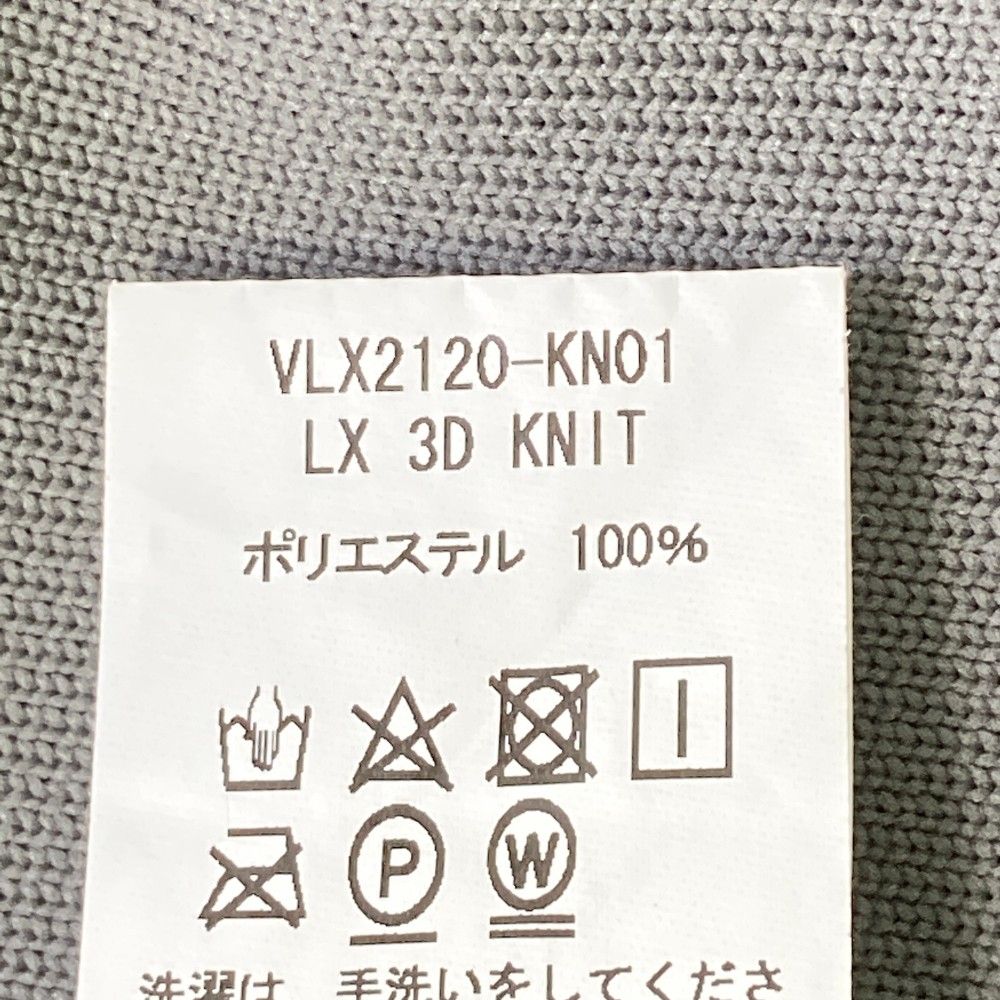 VLX2120-KN01
LX 3D KNIT
ポリエステル 100%
P W
洗濯は、手洗いをしてくださ